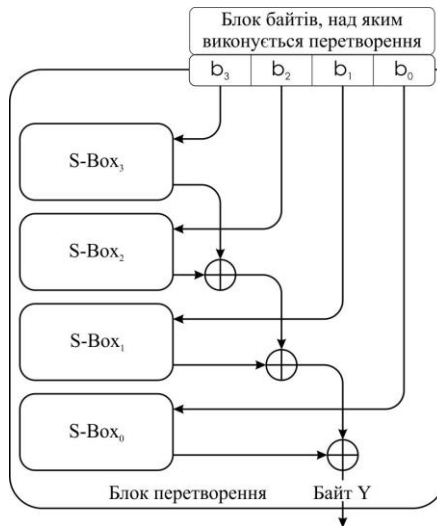 Блок байтів, над яким
виконується перетворення
b₃ b₂ b₁ b₀
S-Box₃
S-Box₂
S-Box₁
S-Box₀
Блок перетворення Байт Y